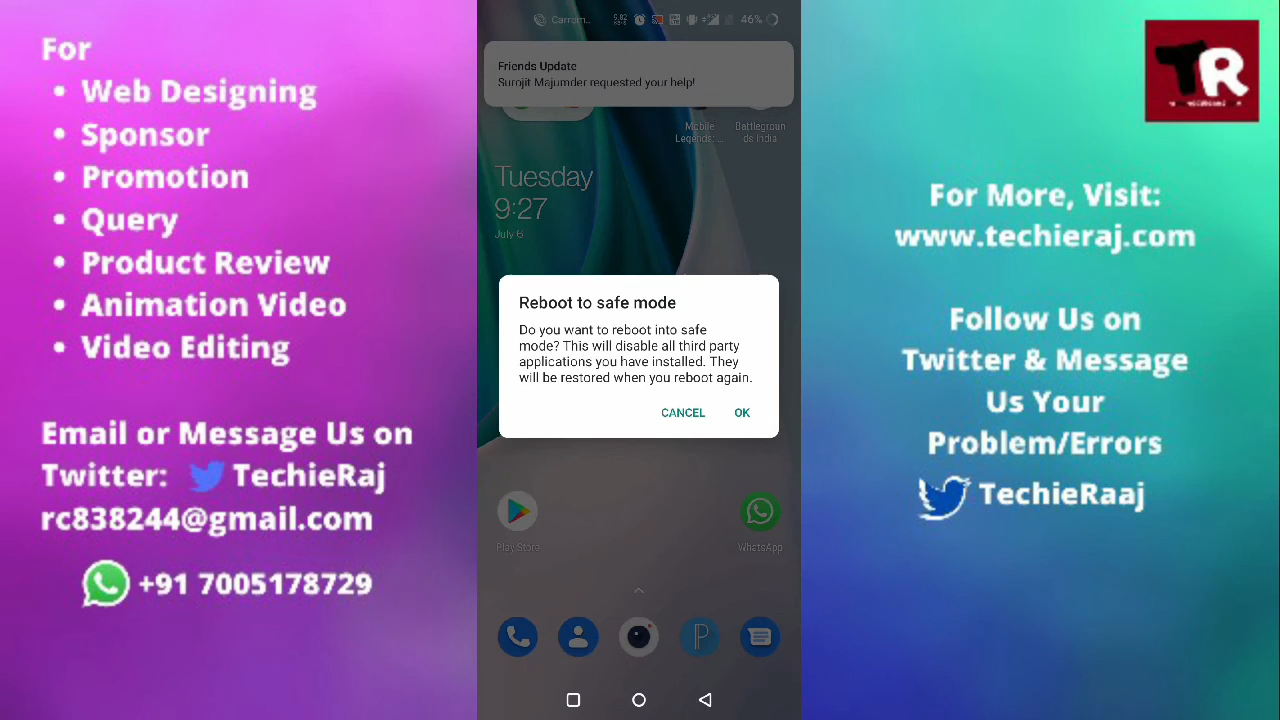 For
• Web Designing
• Sponsor
• Promotion
• Query
• Product Review
• Animation Video
• Video Editing
Email or Message Us on
Twitter: TechieRaj
rc838244@gmail.com
+91 7005178729
Carrom..
46%
Friends Update
Surojit Majumder requested your help!
Mobile
Legends:...
Battlegroun
ds India
Tuesday
9:27
July 6
Reboot to safe mode
Do you want to reboot into safe
mode? This will disable all third party
applications you have installed. They
will be restored when you reboot again.
CANCEL OK
Play Store
WhatsApp
TR
For More, Visit:
www.techieraj.com
Follow Us on
Twitter & Message
Us Your
Problem/Errors
TechieRaaj